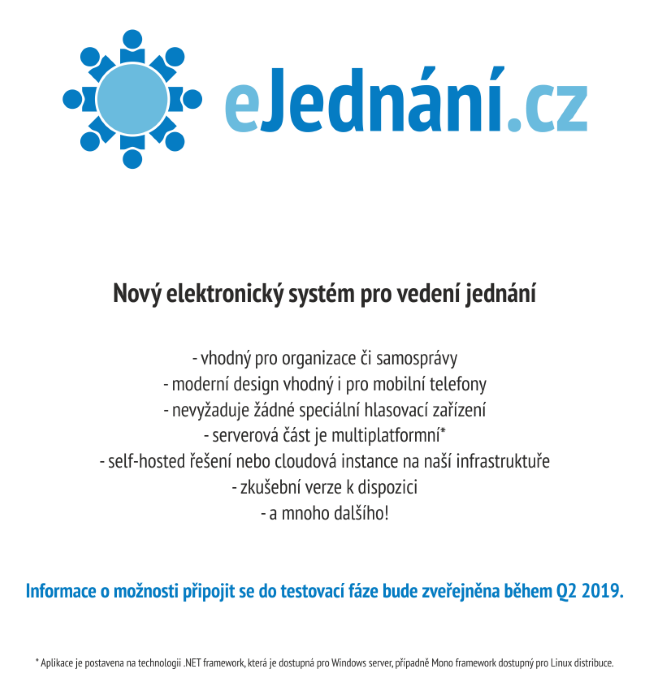 eJednání.cz
Nový elektronický systém pro vedení jednání
- vhodný pro organizace či samosprávy
- moderní design vhodný i pro mobilní telefony
- nevyžaduje žádné speciální hlasovací zařízení
- serverová část je multiplatformní*
- self-hosted řešení nebo cloudová instance na naší infrastruktuře
- zkušební verze k dispozici
- a mnoho dalšího!
Informace o možnosti připojit se do testovací fáze bude zveřejněna během Q2 2019.
* Aplikace je postavena na technologii .NET framework, která je dostupná pro Windows server, případně Mono framework dostupný pro Linux distribuce.